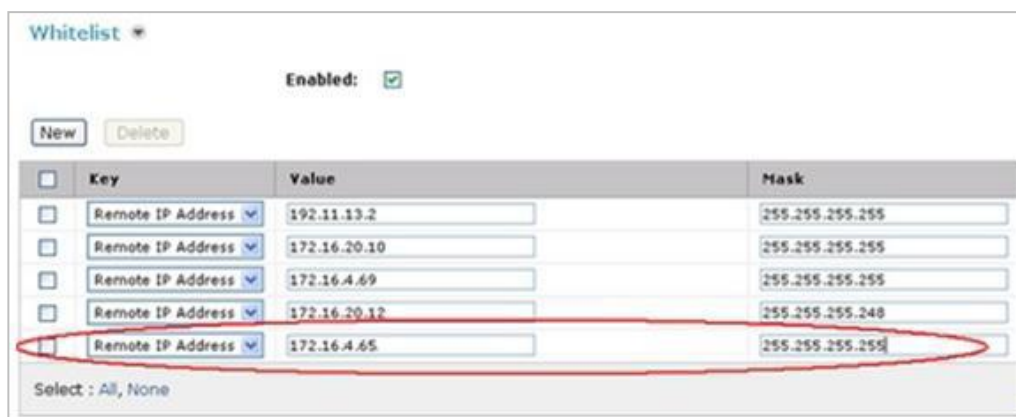 Whitelist
Enabled:
New Delete
Key Value Mask
Remote IP Address 192.11.13.2 255.255.255.255
Remote IP Address 172.16.20.10 255.255.255.255
Remote IP Address 172.16.4.69 255.255.255.255
Remote IP Address 172.16.20.12 255.255.255.248
Remote IP Address 172.16.4.65 255.255.255.255
Select : All, None